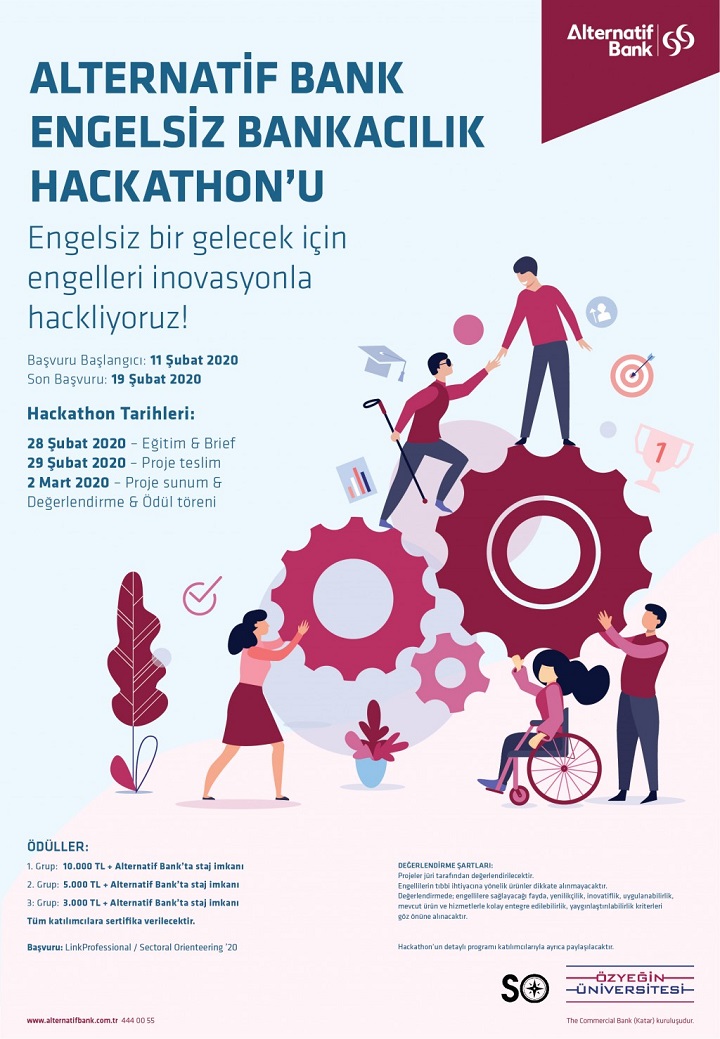 Alternatif
Bank
ALTERNATİF BANK
ENGELSİZ BANKACILIK
HACKATHON'U
Engelsiz bir gelecek için
engelleri inovasyonla
hackliyoruz!
Başvuru Başlangıcı: 11 Şubat 2020
Son Başvuru: 19 Şubat 2020
Hackathon Tarihleri:
28 Şubat 2020 – Eğitim & Brief
29 Şubat 2020 – Proje teslim
2 Mart 2020 – Proje sunum &
Değerlendirme & Ödül töreni
1
ÖDÜLLER:
1. Grup: 10.000 TL + Alternatif Bank'ta staj imkanı
2. Grup: 5.000 TL + Alternatif Bank'ta staj imkanı
3: Grup: 3.000 TL + Alternatif Bank'ta staj imkanı
Tüm katılımcılara sertifika verilecektir.
Başvuru: LinkProfessional / Sectoral Orienteering '20
DEĞERLENDİRME ŞARTLARI:
Projeler jüri tarafından değerlendirilecektir.
Engellilerin tıbbi ihtiyacına yönelik ürünler dikkate alınmayacaktır.
Değerlendirmede; engellilere sağlayacağı fayda, yenilikçilik, inovatiflik, uygulanabilirlik,
mevcut ürün ve hizmetlerle kolay entegre edilebilirlik, yaygınlaştırılabilirlik kriterleri
göz önüne alınacaktır.
Hackathon'un detaylı programı katılımcılarıyla ayrıca paylaşılacaktır.
SO
ÖZYEĞİN
ÜNİVERSİTESİ
www.alternatifbank.com.tr 444 00 55
The Commercial Bank (Katar) kuruluşudur.